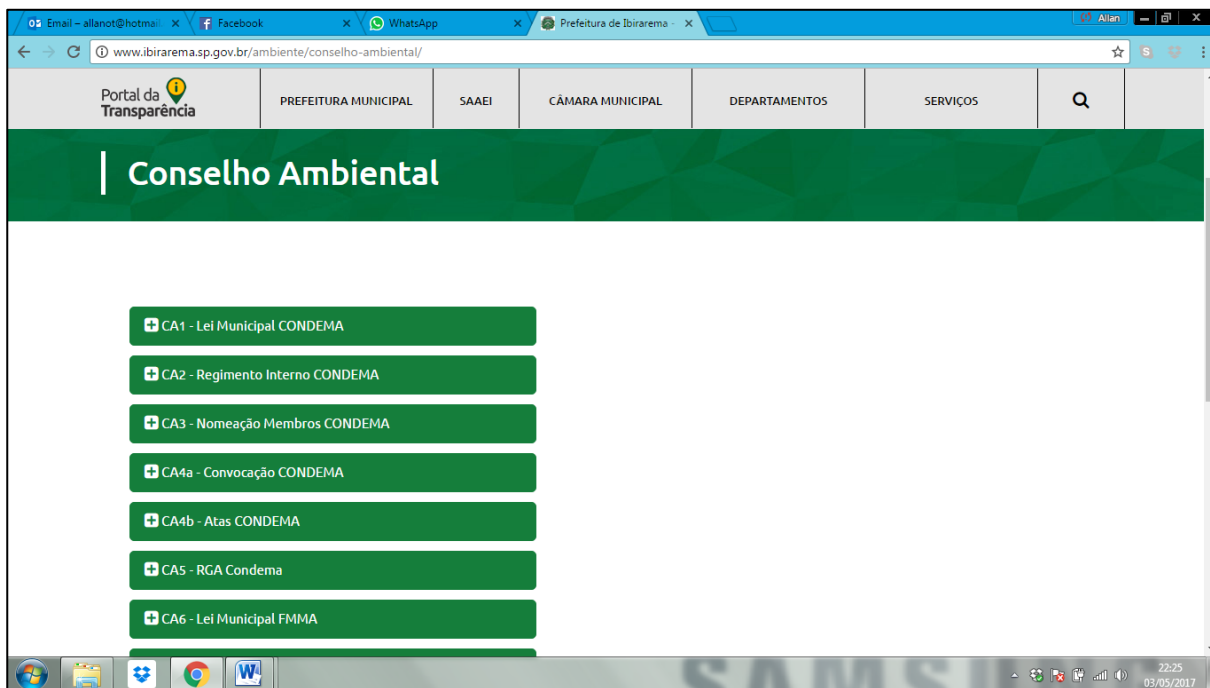 Email – allanot@hotmail.
Facebook
WhatsApp
Prefeitura de Ibirarema -
Allan
www.ibirarema.sp.gov.br/ambiente/conselho-ambiental/
Portal da
Transparência
PREFEITURA MUNICIPAL
SAAEI
CÂMARA MUNICIPAL
DEPARTAMENTOS
SERVIÇOS
Conselho Ambiental
CA1 - Lei Municipal CONDEMA
CA2 - Regimento Interno CONDEMA
CA3 - Nomeação Membros CONDEMA
CA4a - Convocação CONDEMA
CA4b - Atas CONDEMA
CA5 - RGA Condema
CA6 - Lei Municipal FMMA
22:25
03/05/2017